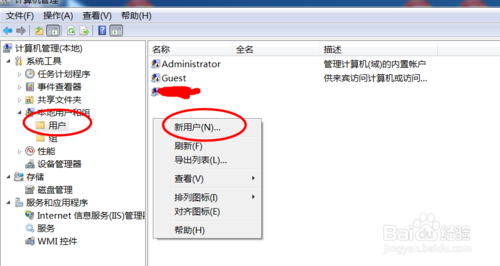 计算机管理
文件(F) 操作(A) 查看(V) 帮助(H)
计算机管理(本地)
系统工具
任务计划程序
事件查看器
共享文件夹
本地用户和组
用户
组
性能
设备管理器
存储
磁盘管理
服务和应用程序
Internet 信息服务(IIS)管理器
服务
WMI 控件
名称 全名 描述
Administrator 管理计算机(域)的内置帐户
Guest 供来宾访问计算机或访问...
新用户(N)...
刷新(F)
导出列表(L)...
查看(V)
排列图标(I)
对齐图标(E)
帮助(H)
Baidu 经验
jingyan.baidu.com